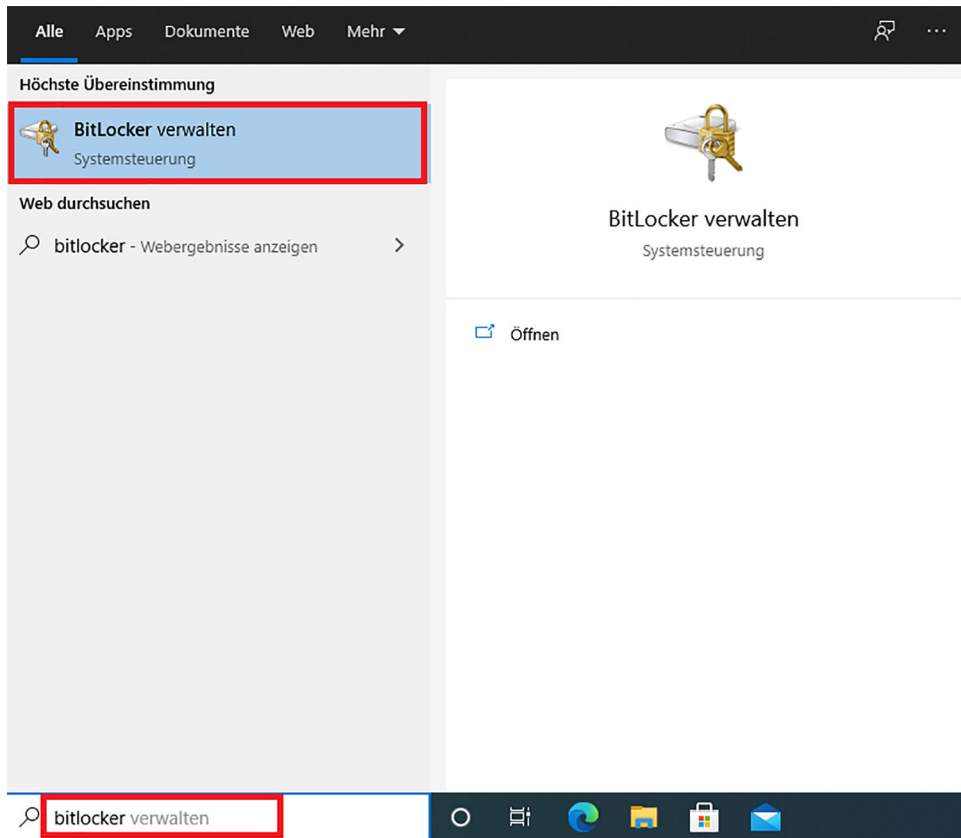 Alle Apps Dokumente Web Mehr
Höchste Übereinstimmung
BitLocker verwalten
Systemsteuerung
Web durchsuchen
bitlocker - Webergebnisse anzeigen
BitLocker verwalten
Systemsteuerung
Öffnen
bitlocker verwalten